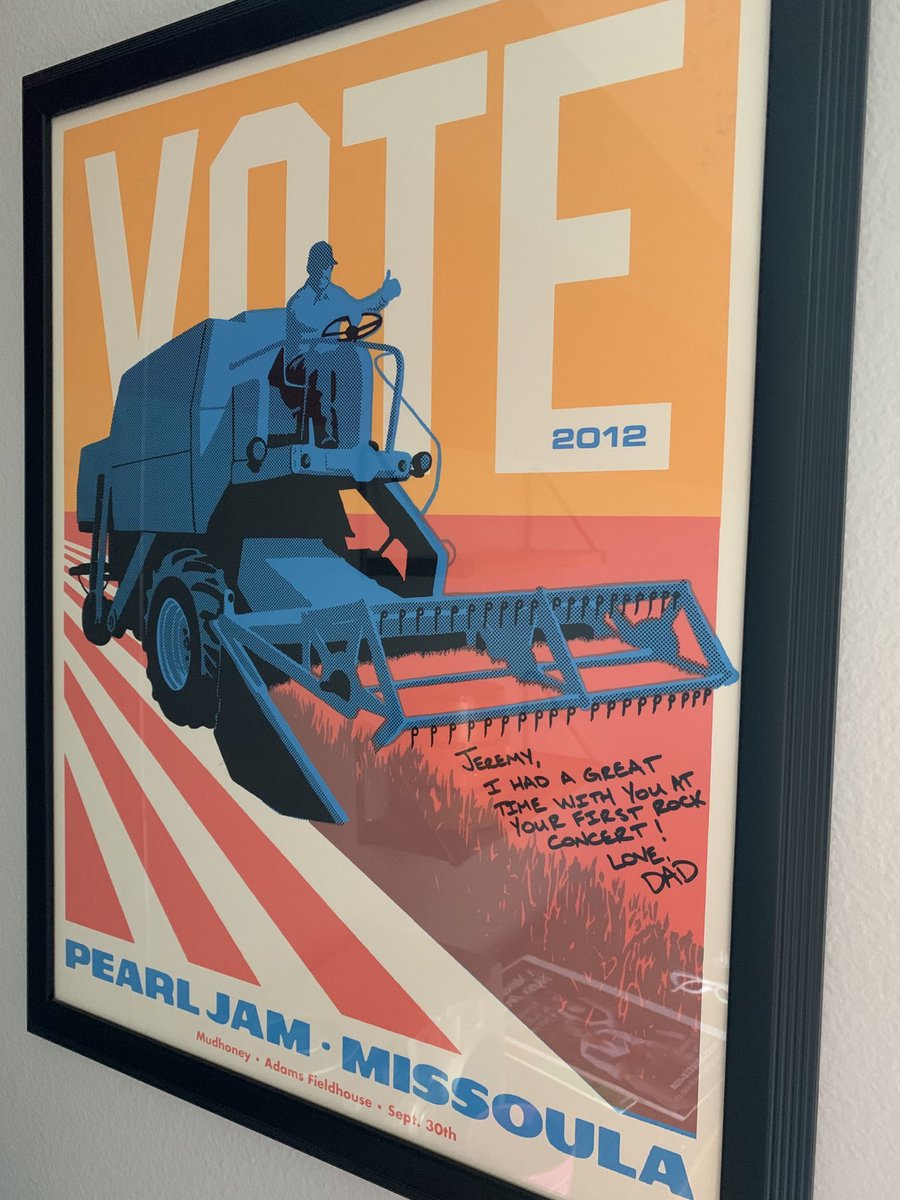 VOTE
2012
JEREMY,
I HAD A GREAT
TIME WITH YOU AT
YOUR FIRST ROCK
CONCERT!
LOVE,
DAD
PEARL JAM · MISSOULA
Mudhoney • Adams Fieldhouse • Sept. 30th